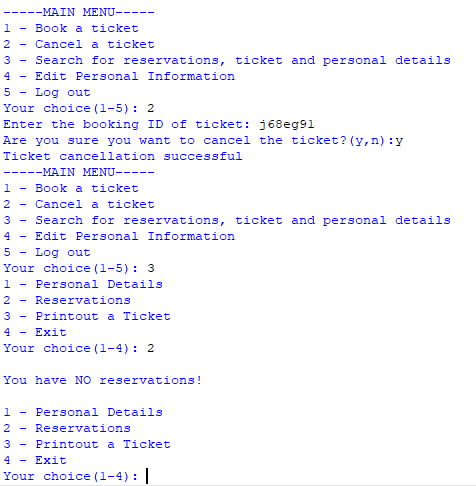 -----MAIN MENU-----
1 - Book a ticket
2 - Cancel a ticket
3 - Search for reservations, ticket and personal details
4 - Edit Personal Information
5 - Log out
Your choice(1-5): 2
Enter the booking ID of ticket: j68eg91
Are you sure you want to cancel the ticket?(y,n):y
Ticket cancellation successful
-----MAIN MENU-----
1 - Book a ticket
2 - Cancel a ticket
3 - Search for reservations, ticket and personal details
4 - Edit Personal Information
5 - Log out
Your choice(1-5): 3
1 - Personal Details
2 - Reservations
3 - Printout a Ticket
4 - Exit
Your choice(1-4): 2
You have NO reservations!
1 - Personal Details
2 - Reservations
3 - Printout a Ticket
4 - Exit
Your choice(1-4):